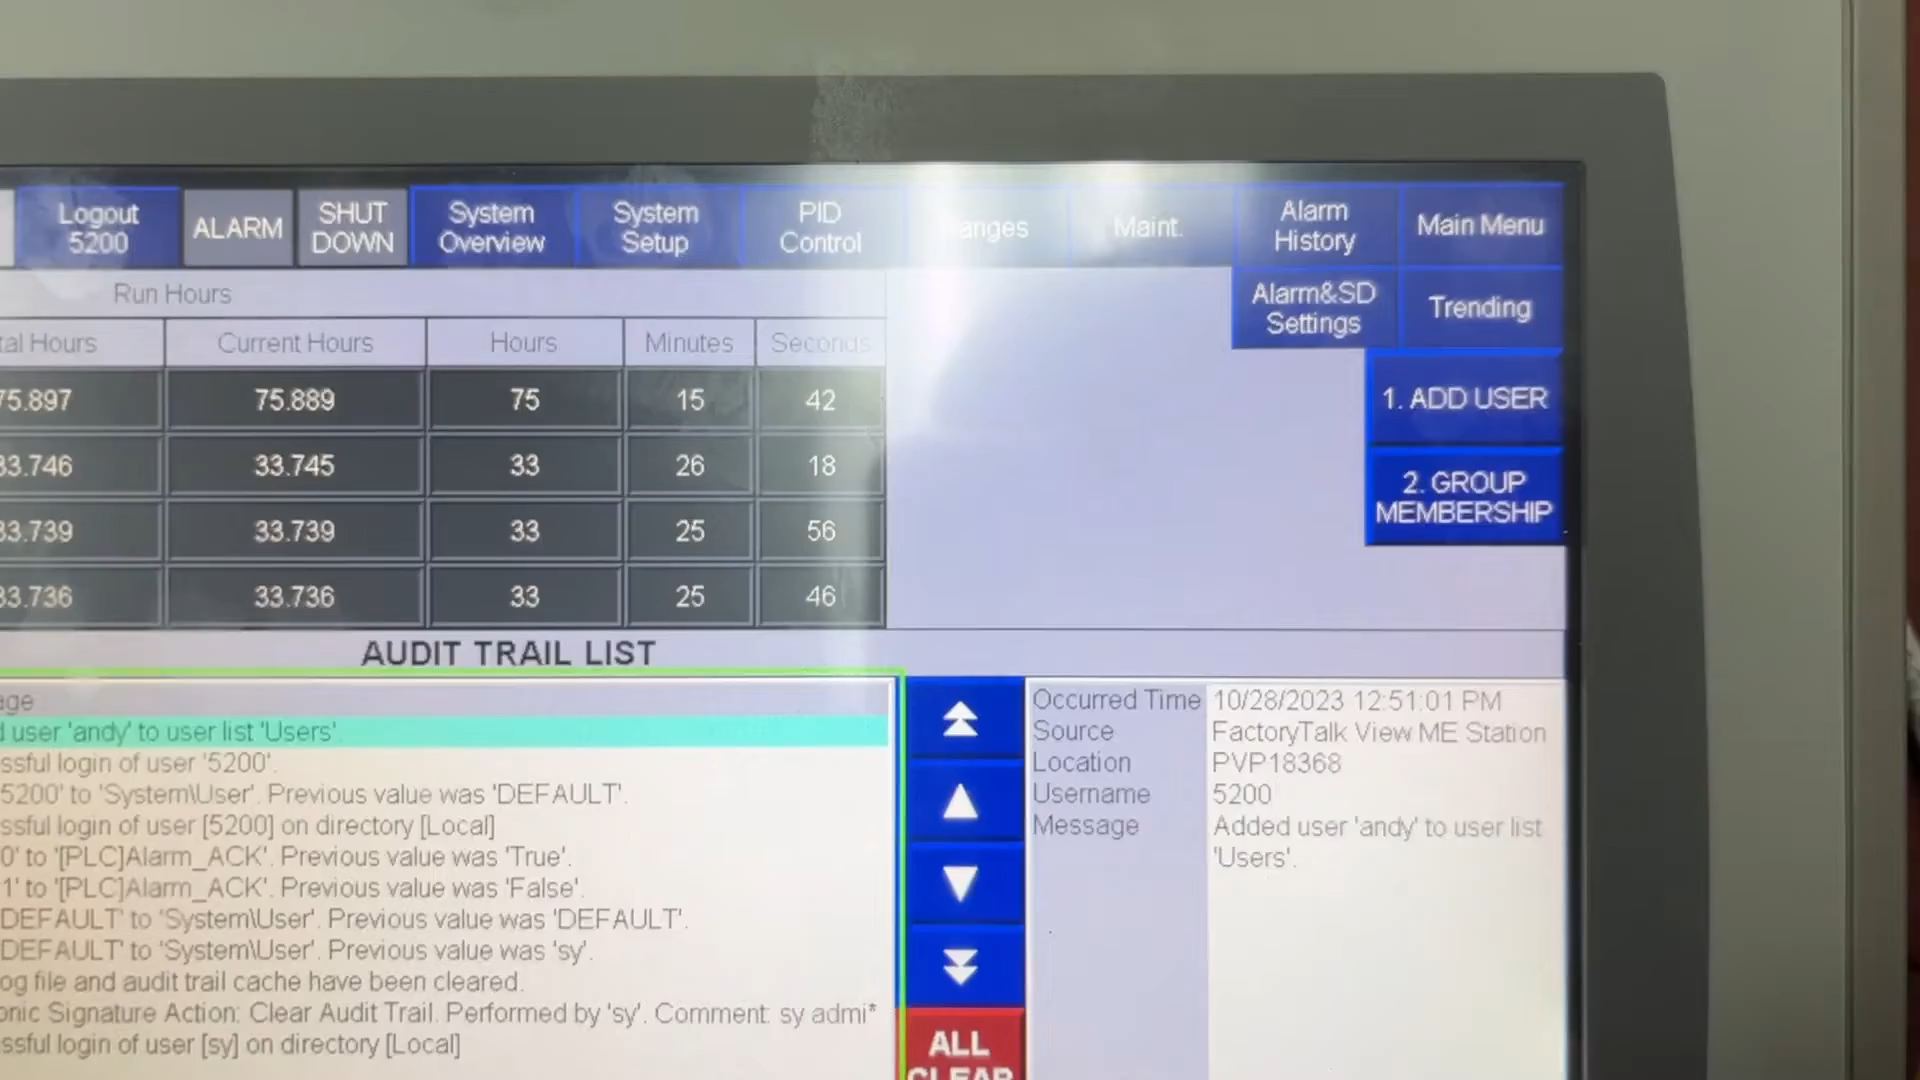 Logout
5200
ALARM
SHUT
DOWN
System
Overview
System
Setup
PID
Control
Maint.
Alarm
History
Main Menu
Alarm&SD
Settings
Trending
1. ADD USER
2. GROUP
MEMBERSHIP
Run Hours
Hours Current Hours Hours Minutes Seconds
75.897 75.889 75 15 42
33.746 33.745 33 26 18
33.739 33.739 33 25 56
33.736 33.736 33 25 46
AUDIT TRAIL LIST
user 'andy' to user list 'Users'.
login of user '5200'.
5200' to 'System\User'. Previous value was 'DEFAULT'.
login of user [5200] on directory [Local]
0' to '[PLC]Alarm_ACK'. Previous value was 'True'.
1' to '[PLC]Alarm_ACK'. Previous value was 'False'.
DEFAULT' to 'System\User'. Previous value was 'DEFAULT'.
DEFAULT' to 'System\User'. Previous value was 'sy'.
og file and audit trail cache have been cleared.
onic Signature Action: Clear Audit Trail. Performed by 'sy'. Comment: sy admi*
login of user [sy] on directory [Local]
ALL
CLEAR
Occurred Time 10/28/2023 12:51:01 PM
Source FactoryTalk View ME Station
Location PVP18368
Username 5200
Message Added user 'andy' to user list
'Users'.